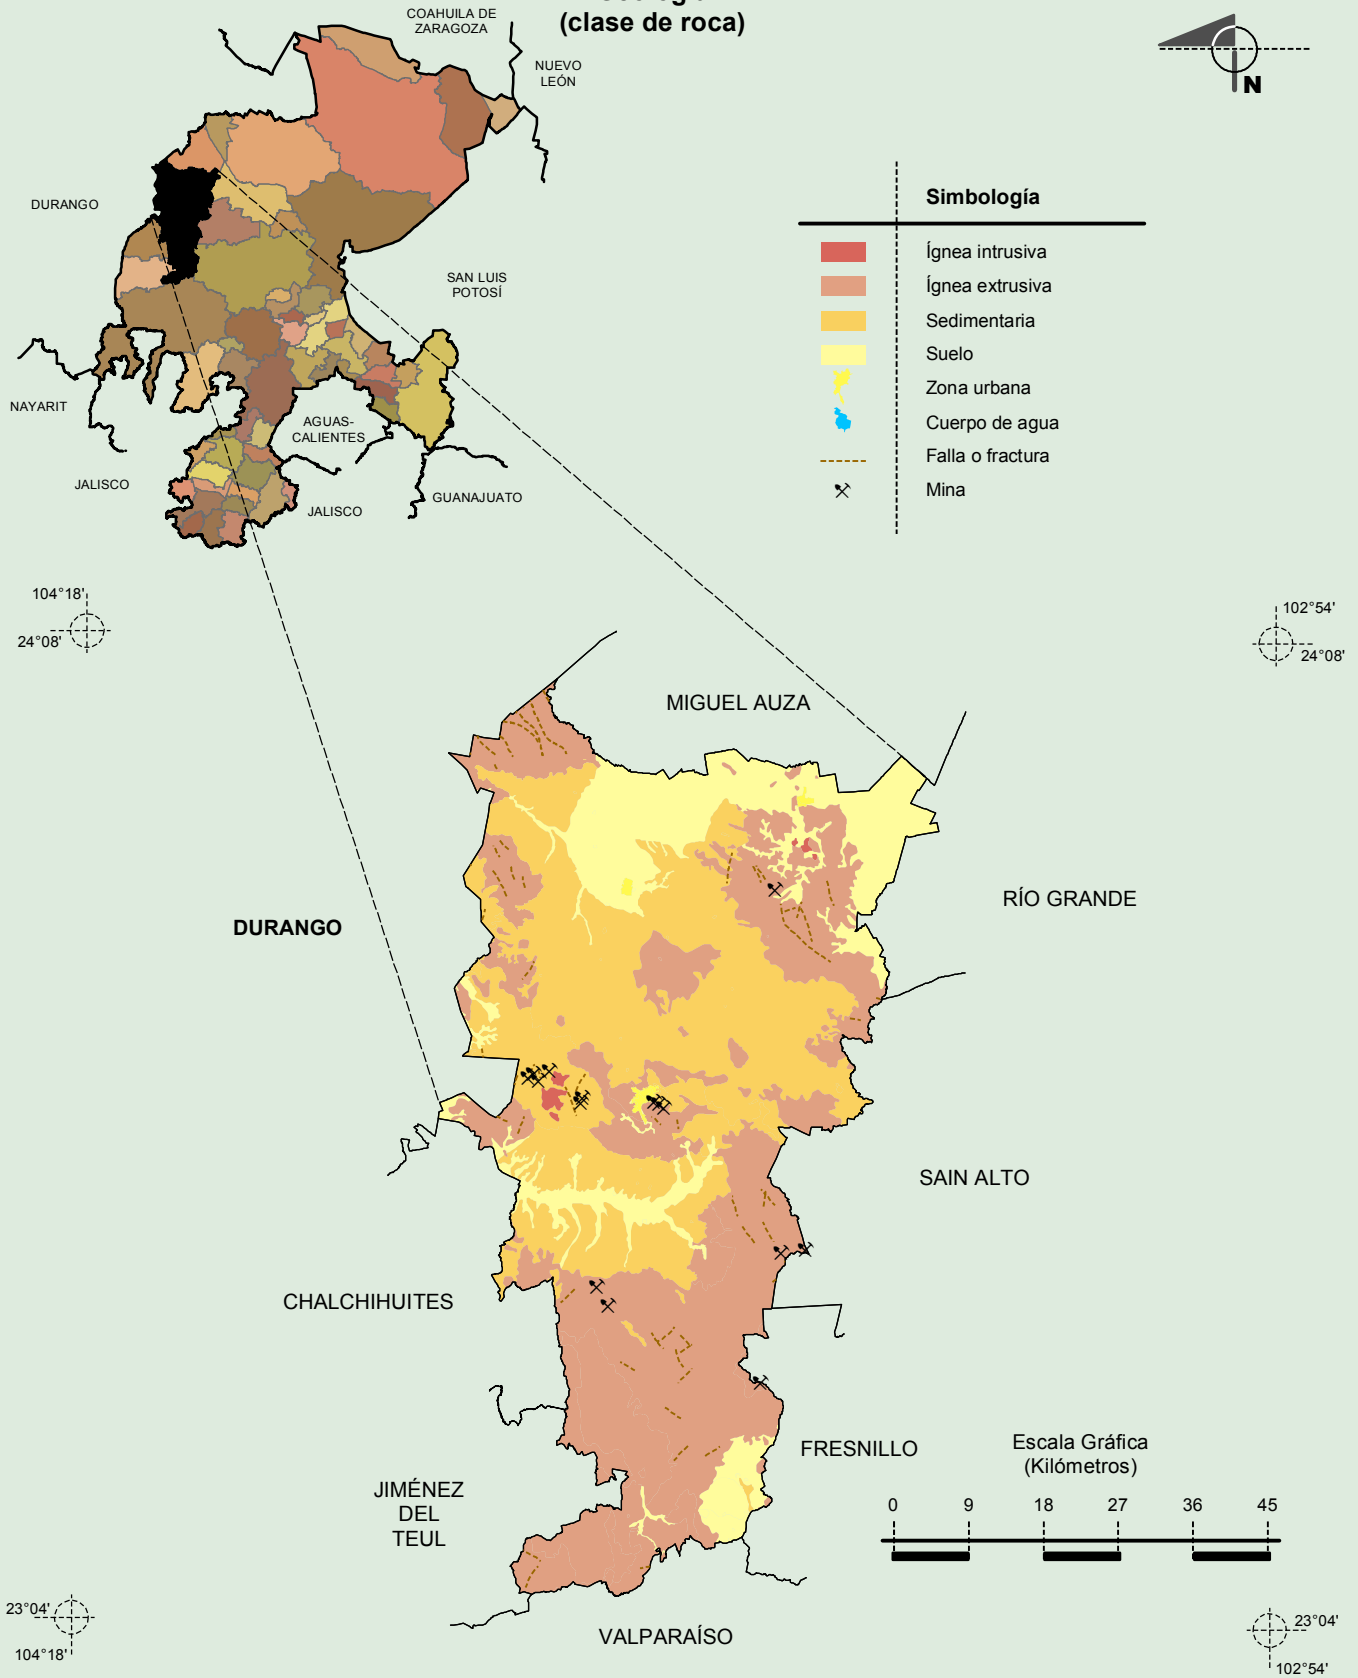 (clase de roca)
COAHUILA DE
ZARAGOZA
NUEVO
LEÓN
N
DURANGO
SAN LUIS
POTOSÍ
NAYARIT
AGUAS-
CALIENTES
JALISCO
JALISCO
GUANAJUATO
Simbología
Ígnea intrusiva
Ígnea extrusiva
Sedimentaria
Suelo
Zona urbana
Cuerpo de agua
Falla o fractura
Mina
104°18'
24°08'
102°54'
24°08'
MIGUEL AUZA
RÍO GRANDE
DURANGO
SAIN ALTO
CHALCHIHUITES
FRESNILLO
JIMÉNEZ
DEL
TEUL
VALPARAÍSO
Escala Gráfica
(Kilómetros)
0 9 18 27 36 45
23°04'
104°18'
23°04'
102°54'